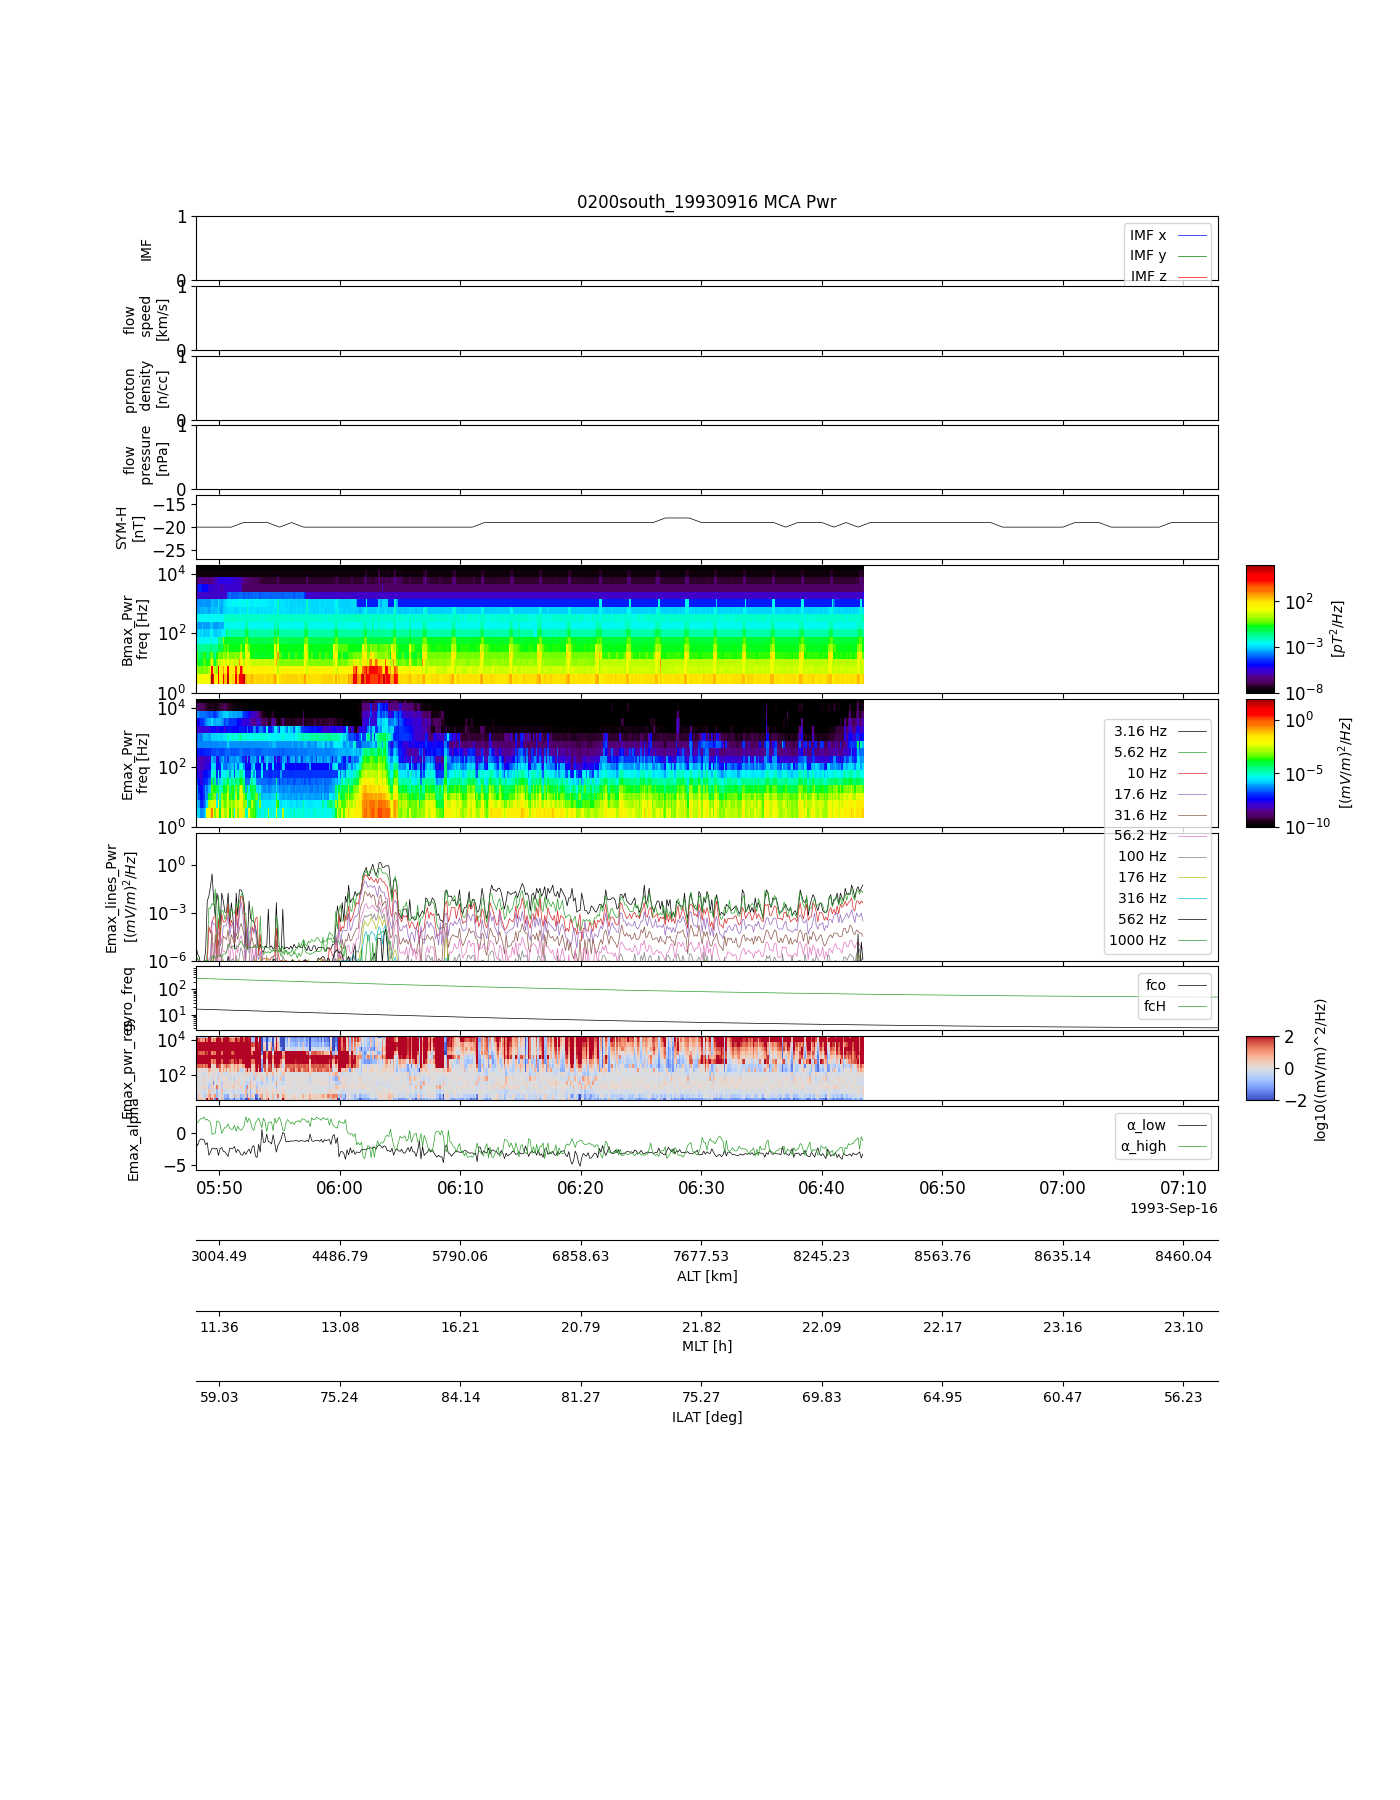 0200south_19930916 MCA Pwr
1
0
IMF
IMF x
IMF y
IMF z
1
0
flow
speed
[km/s]
1
0
proton
density
[n/cc]
1
0
flow
pressure
[nPa]
−15
−20
−25
SYM-H
[nT]
10^4
10^2
10^0
Bmax_Pwr
freq [Hz]
10^2
10^−3
10^−8
[pT^2/Hz]
10^4
10^2
10^0
Emax_Pwr
freq [Hz]
10^0
10^−5
10^−10
[(mV/m)^2/Hz]
3.16 Hz
5.62 Hz
10 Hz
17.6 Hz
31.6 Hz
56.2 Hz
100 Hz
176 Hz
316 Hz
562 Hz
1000 Hz
10^0
10^−3
10^−6
Emax_lines_Pwr
[(mV/m)^2/Hz]
10^2
10^1
gyro_freq
fco
fcH
10^4
10^2
Emax_pwr_res
2
0
−2
log10((mV/m)^2/Hz)
0
−5
Emax_alpha
α_low
α_high
05:50 06:00 06:10 06:20 06:30 06:40 06:50 07:00 07:10
1993-Sep-16
3004.49 4486.79 5790.06 6858.63 7677.53 8245.23 8563.76 8635.14 8460.04
ALT [km]
11.36 13.08 16.21 20.79 21.82 22.09 22.17 23.16 23.10
MLT [h]
59.03 75.24 84.14 81.27 75.27 69.83 64.95 60.47 56.23
ILAT [deg]